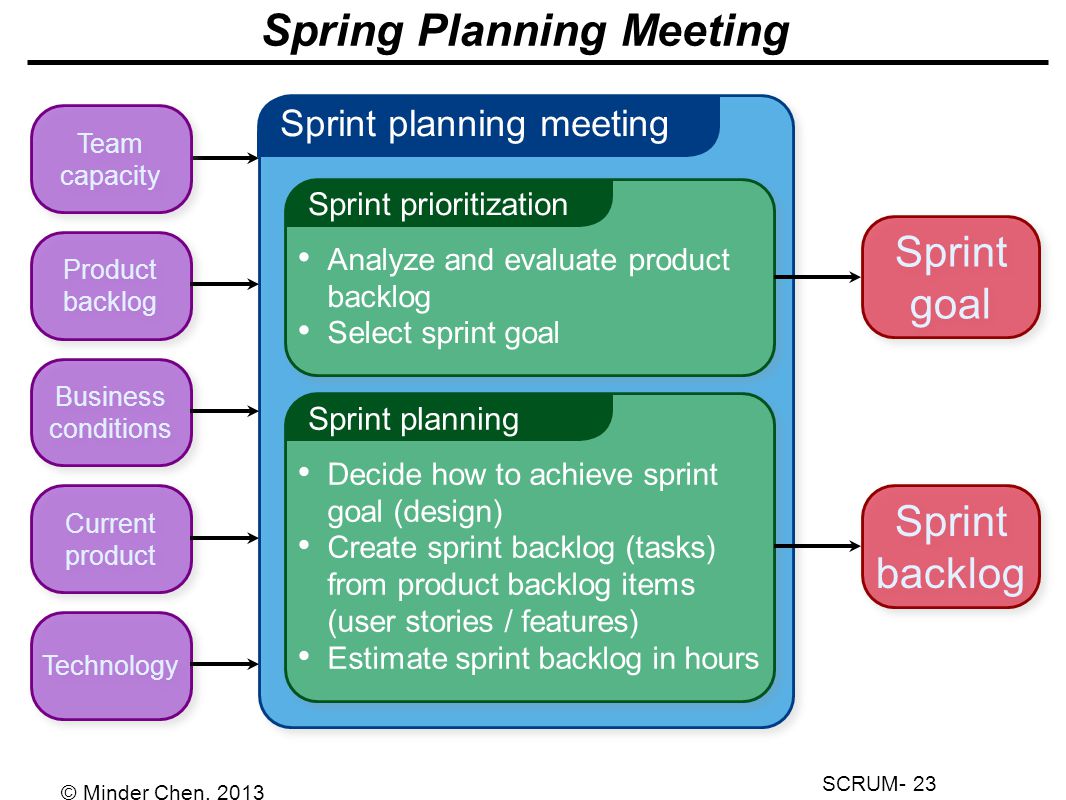 Spring Planning Meeting
Team
capacity
Product
backlog
Business
conditions
Current
product
Technology
Sprint planning meeting
Sprint prioritization
• Analyze and evaluate product
backlog
• Select sprint goal
Sprint planning
• Decide how to achieve sprint
goal (design)
• Create sprint backlog (tasks)
from product backlog items
(user stories / features)
• Estimate sprint backlog in hours
Sprint
goal
Sprint
backlog
© Minder Chen, 2013
SCRUM- 23